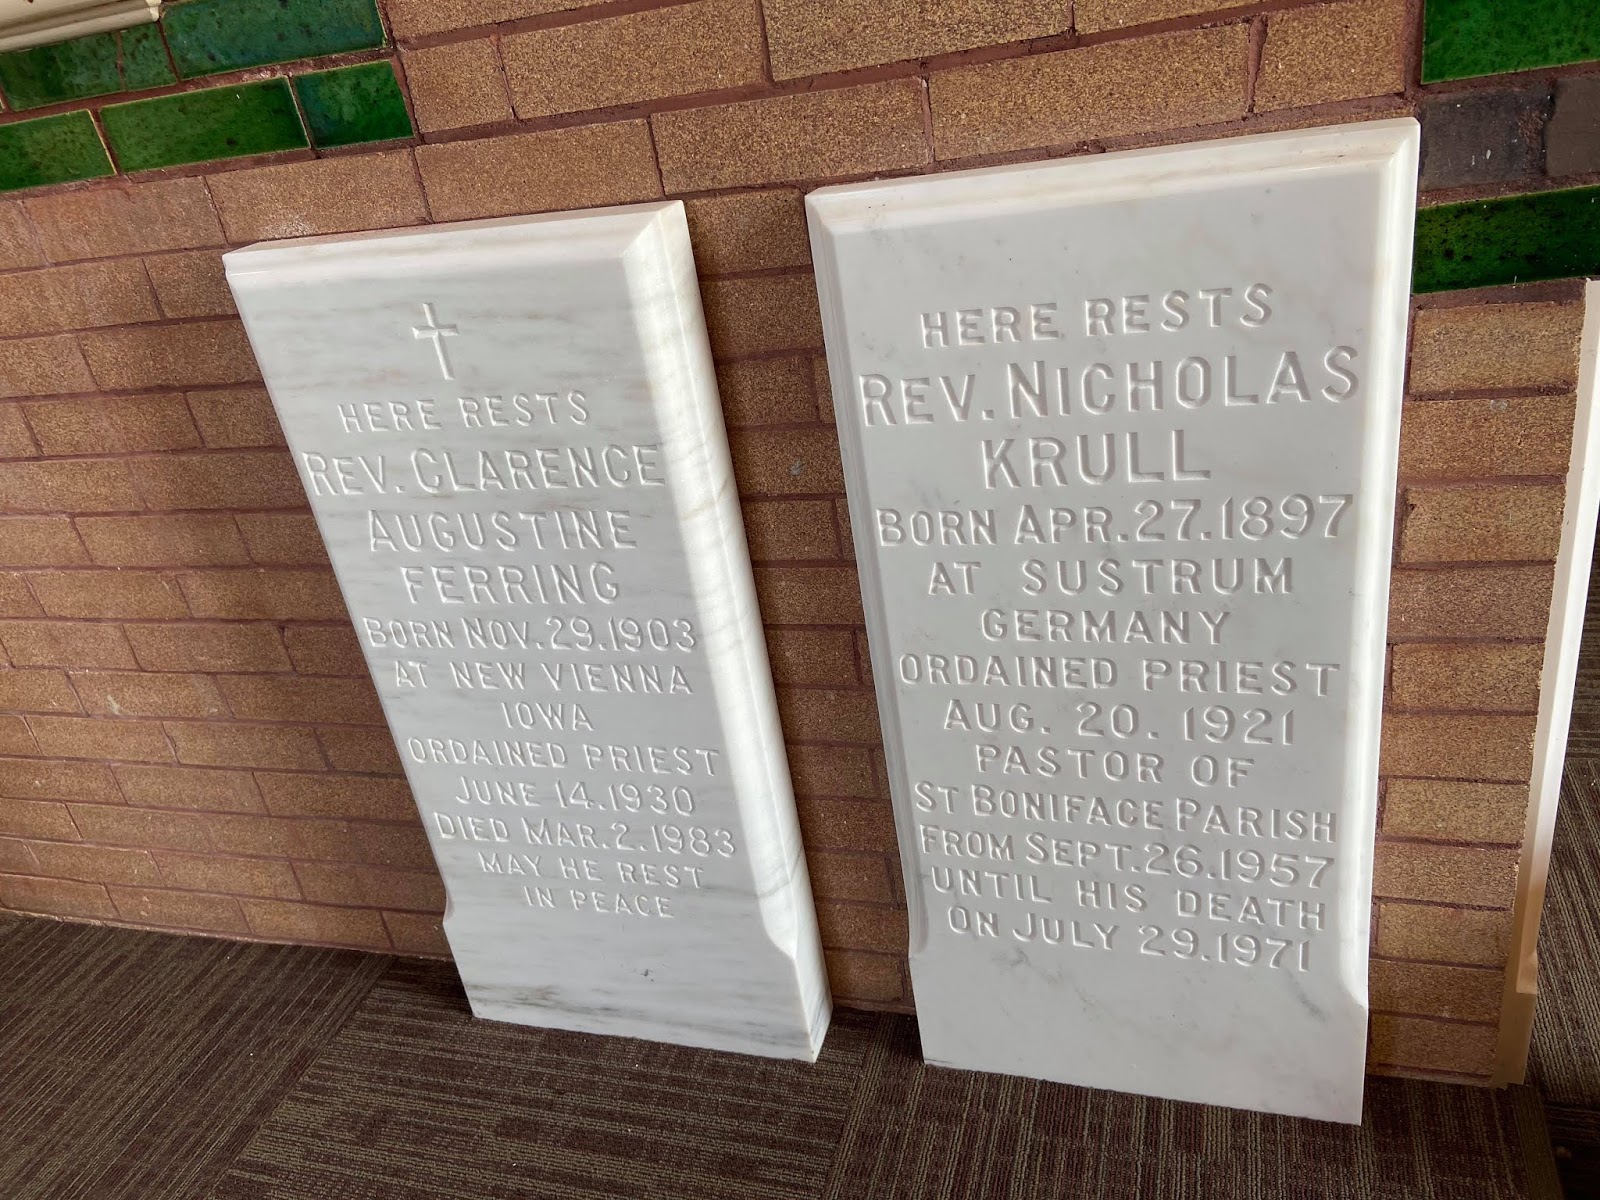 HERE RESTS
REV. CLARENCE
AUGUSTINE
FERRING
BORN NOV. 29. 1903
AT NEW VIENNA
IOWA
ORDAINED PRIEST
JUNE 14. 1930
DIED MAR. 2. 1983
MAY HE REST
IN PEACE
HERE RESTS
REV. NICHOLAS
KRULL
BORN APR. 27. 1897
AT SUSTRUM
GERMANY
ORDAINED PRIEST
AUG. 20. 1921
PASTOR OF
ST BONIFACE PARISH
FROM SEPT. 26. 1957
UNTIL HIS DEATH
ON JULY 29. 1971